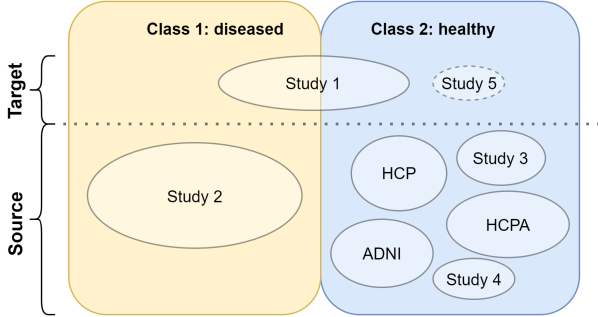 Class 1: diseased
Class 2: healthy
Target
Study 1
Study 5
Source
Study 2
HCP
Study 3
HCPA
ADNI
Study 4